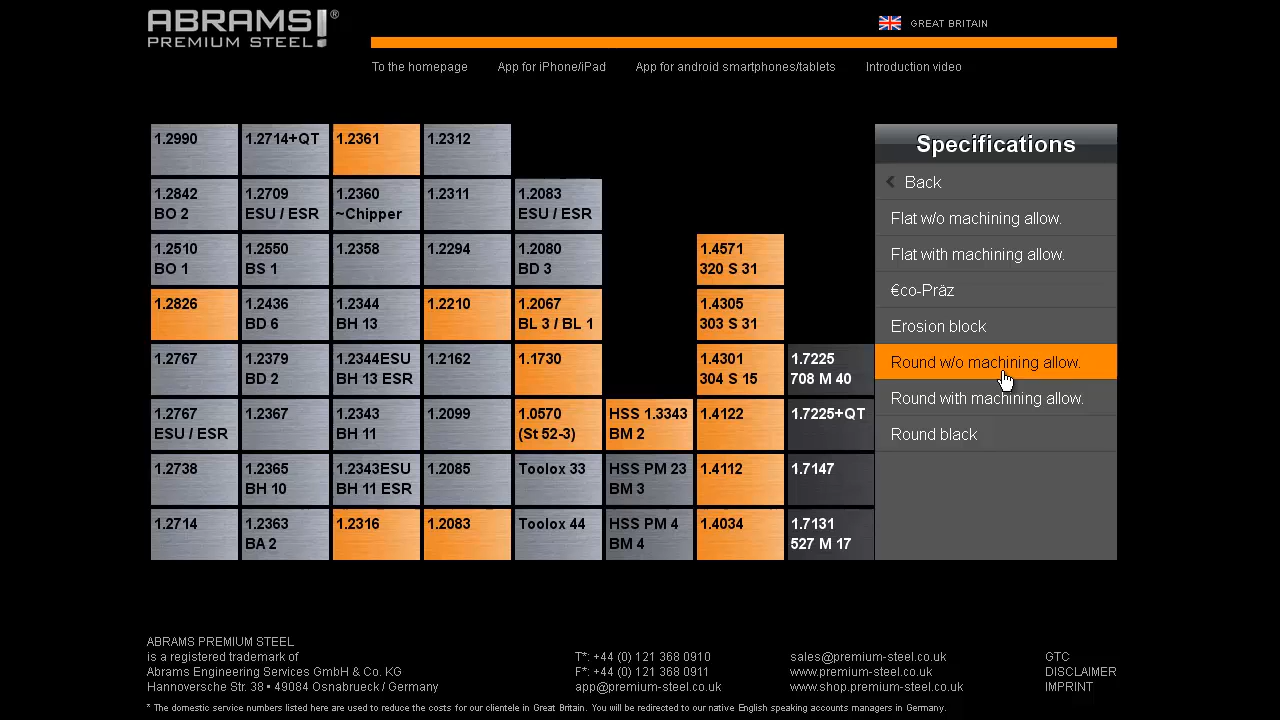 ABRAMS!®
PREMIUM STEEL
GREAT BRITAIN
To the homepage
App for iPhone/iPad
App for android smartphones/tablets
Introduction video
1.2990
1.2714+QT
1.2361
1.2312
1.2842
BO 2
1.2709
ESU / ESR
1.2360
~Chipper
1.2311
1.2083
ESU / ESR
1.2510
BO 1
1.2550
BS 1
1.2358
1.2294
1.2080
BD 3
1.4571
320 S 31
1.2826
1.2436
BD 6
1.2344
BH 13
1.2210
1.2067
BL 3 / BL 1
1.4305
303 S 31
1.2767
1.2379
BD 2
1.2344ESU
BH 13 ESR
1.2162
1.1730
1.4301
304 S 15
1.7225
708 M 40
1.2767
ESU / ESR
1.2367
1.2343
BH 11
1.2099
1.0570
(St 52-3)
HSS 1.3343
BM 2
1.4122
1.7225+QT
1.2738
1.2365
BH 10
1.2343ESU
BH 11 ESR
1.2085
Toolox 33
HSS PM 23
BM 3
1.4112
1.7147
1.2714
1.2363
BA 2
1.2316
1.2083
Toolox 44
HSS PM 4
BM 4
1.4034
1.7131
527 M 17
Specifications
Back
Flat w/o machining allow.
Flat with machining allow.
€co-Präz
Erosion block
Round w/o machining allow.
Round with machining allow.
Round black
ABRAMS PREMIUM STEEL
is a registered trademark of
Abrams Engineering Services GmbH & Co. KG
Hannoversche Str. 38 ▪ 49084 Osnabrueck / Germany
T*: +44 (0) 121 368 0910
F*: +44 (0) 121 368 0911
app@premium-steel.co.uk
sales@premium-steel.co.uk
www.premium-steel.co.uk
www.shop.premium-steel.co.uk
GTC
DISCLAIMER
IMPRINT
* The domestic service numbers listed here are used to reduce the costs for our clientele in Great Britain. You will be redirected to our native English speaking accounts managers in Germany.